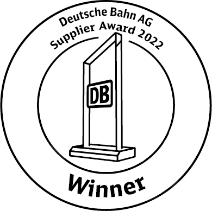 Deutsche Bahn AG
Supplier Award 2022
DB
Winner